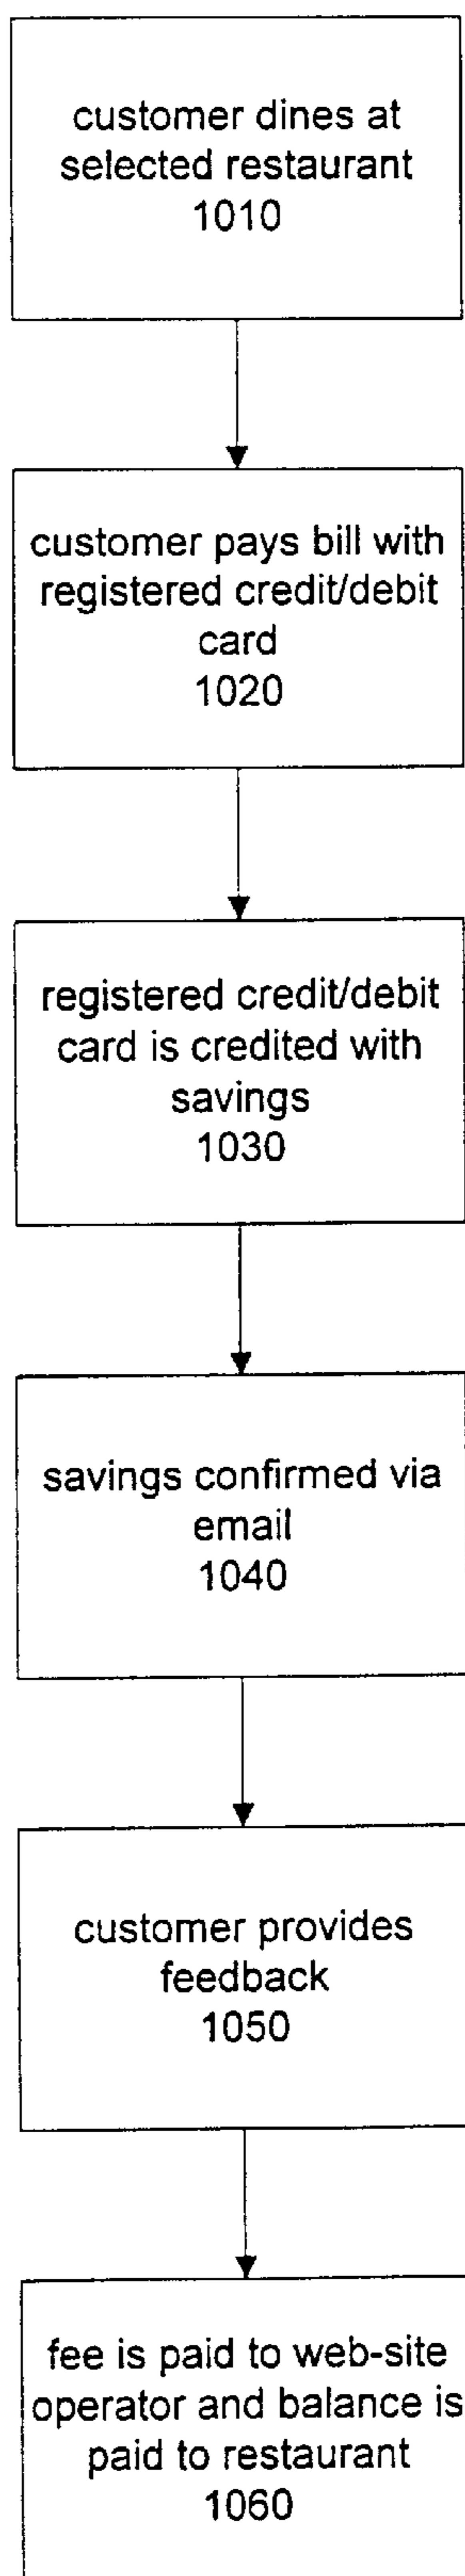 customer dines at
selected restaurant
1010
customer pays bill with
registered credit/debit
card
1020
registered credit/debit
card is credited with
savings
1030
savings confirmed via
email
1040
customer provides
feedback
1050
fee is paid to web-site
operator and balance is
paid to restaurant
1060